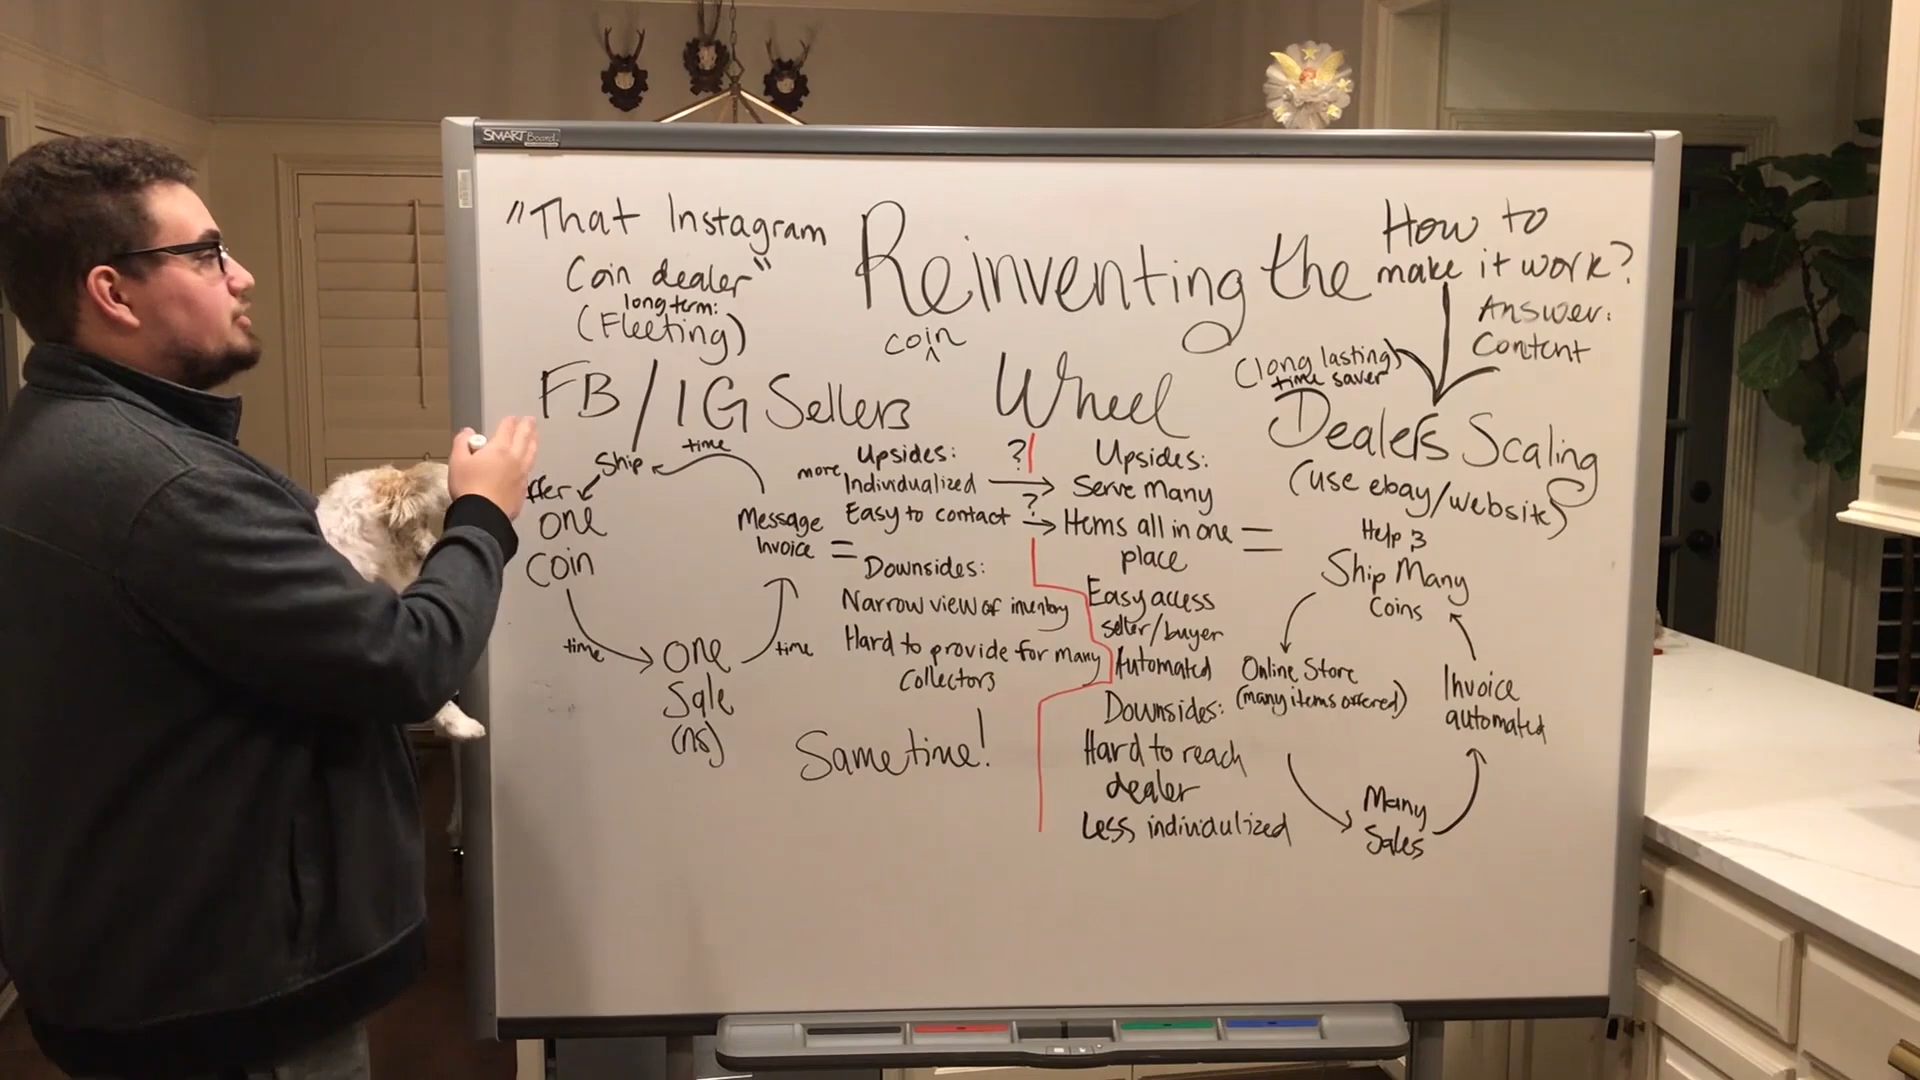 SMART Board
"That Instagram
Coin dealer"
long term:
(Fleeting)
Reinventing the
coin
^
Wheel
How to
make it work?
Answer:
Content
(long lasting)
time saver
FB/IG Sellers
Ship
time
ffer
one
coin
time
One
Sale
(ns)
time
Message
Invoice =
Upsides:
more Individualized
Easy to contact
Downsides:
Narrow view of inventory
Hard to provide for many
Collectors
Same time!
?
?
Upsides:
Serve Many
Items all in one =
place
Easy access
seller/buyer
Automated
Downsides:
Hard to reach
dealer
Less individulized
Dealers Scaling
(use ebay/website)
Help 3
Ship Many
Coins
Online Store
(many items offered)
Invoice
automated
Many
Sales